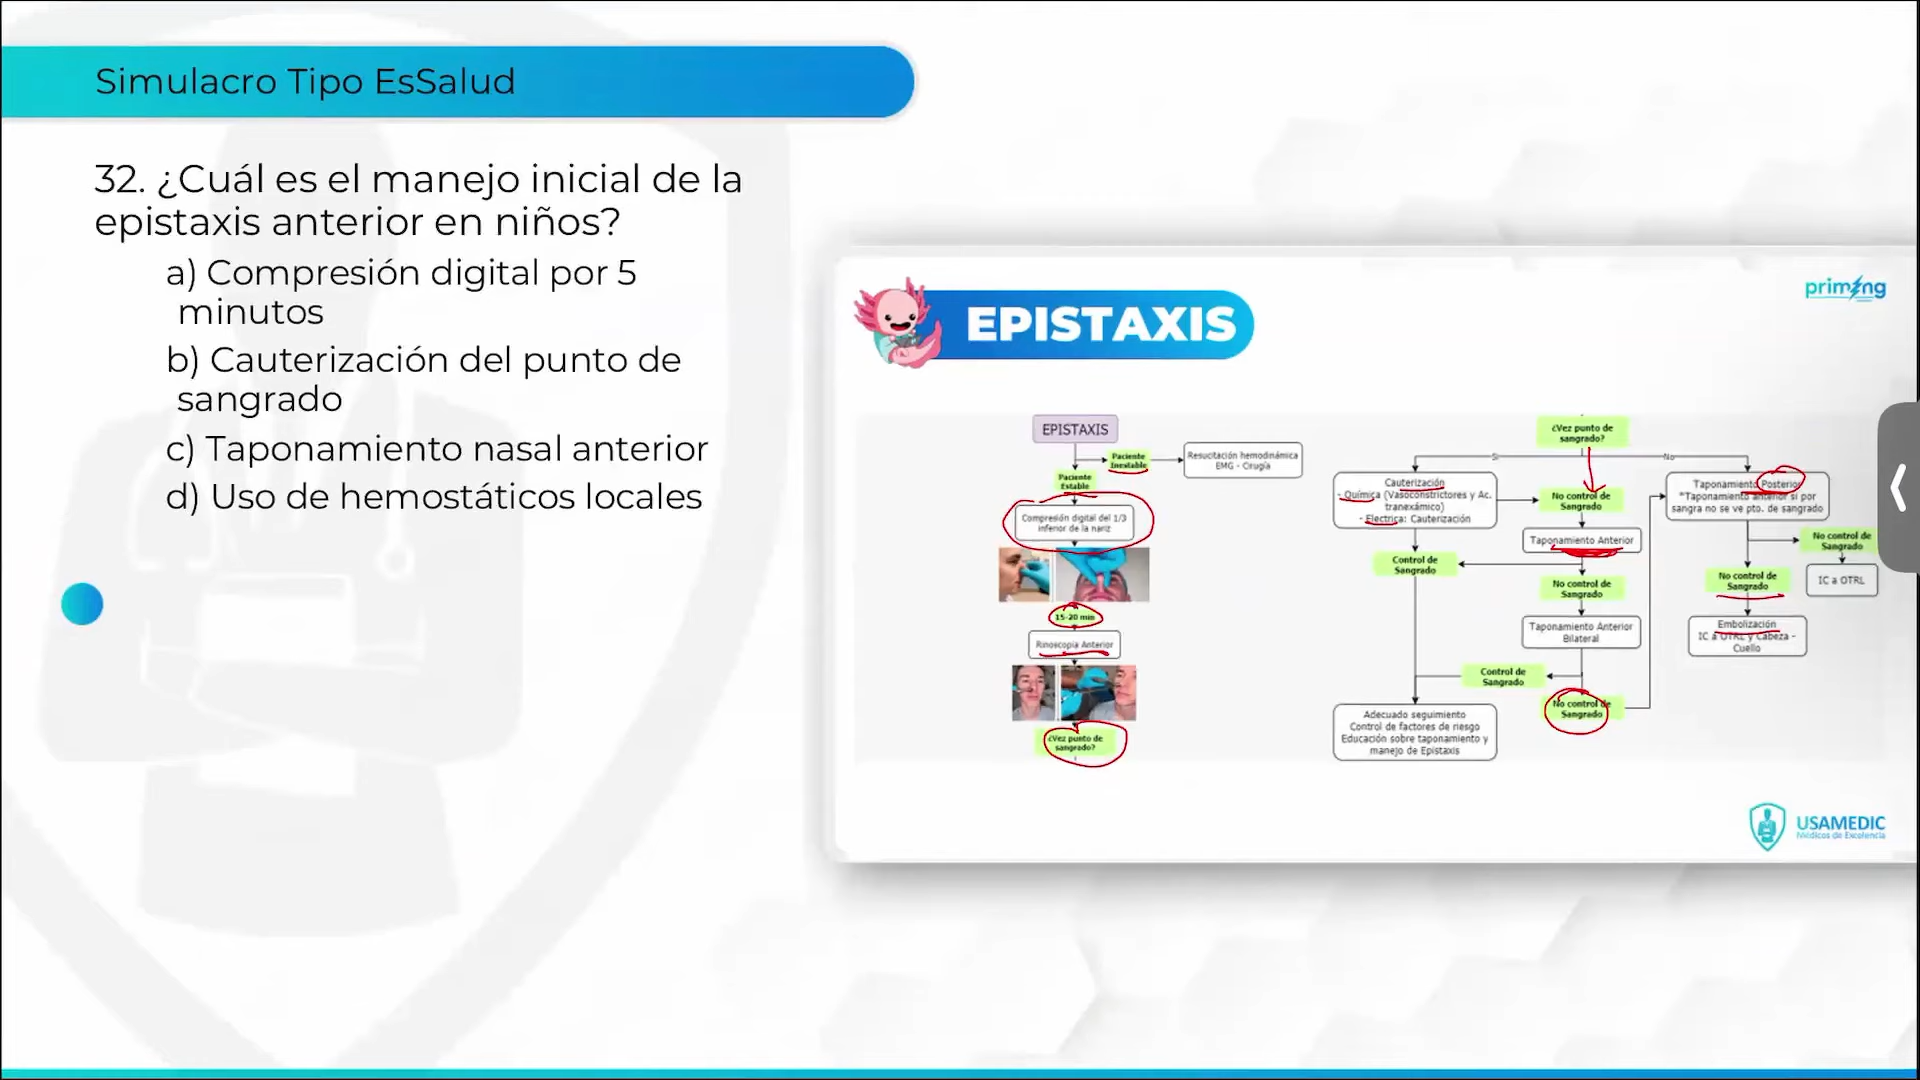 Simulacro Tipo EsSalud
32. ¿Cuál es el manejo inicial de la
epistaxis anterior en niños?
a) Compresión digital por 5
minutos
b) Cauterización del punto de
sangrado
c) Taponamiento nasal anterior
d) Uso de hemostáticos locales
priming
EPISTAXIS
EPISTAXIS
Paciente
Inestable
Resucitación hemodinámica
EMG - Cirugía
Paciente
Estable
Compresión digital del 1/3
inferior de la nariz
15-20 min
Rinoscopia Anterior
¿Vez punto de
sangrado?
¿Vez punto de
sangrado?
Si
No
Cauterización
- Química (Vasoconstrictores y Ac.
tranexámico)
- Electrica: Cauterización
No control de
Sangrado
Taponamiento Anterior
Control de
Sangrado
No control de
Sangrado
Taponamiento Anterior
Bilateral
Control de
Sangrado
No control de
Sangrado
Adecuado seguimiento
Control de factores de riesgo
Educación sobre taponamiento y
manejo de Epistaxis
Taponamiento Posterior
*Taponamiento anterior si por
sangra no se ve pto. de sangrado
No control de
Sangrado
IC a OTRL
No control de
Sangrado
Embolización
IC a OTRL y Cabeza -
Cuello
USAMEDIC
Médicos de Excelencia